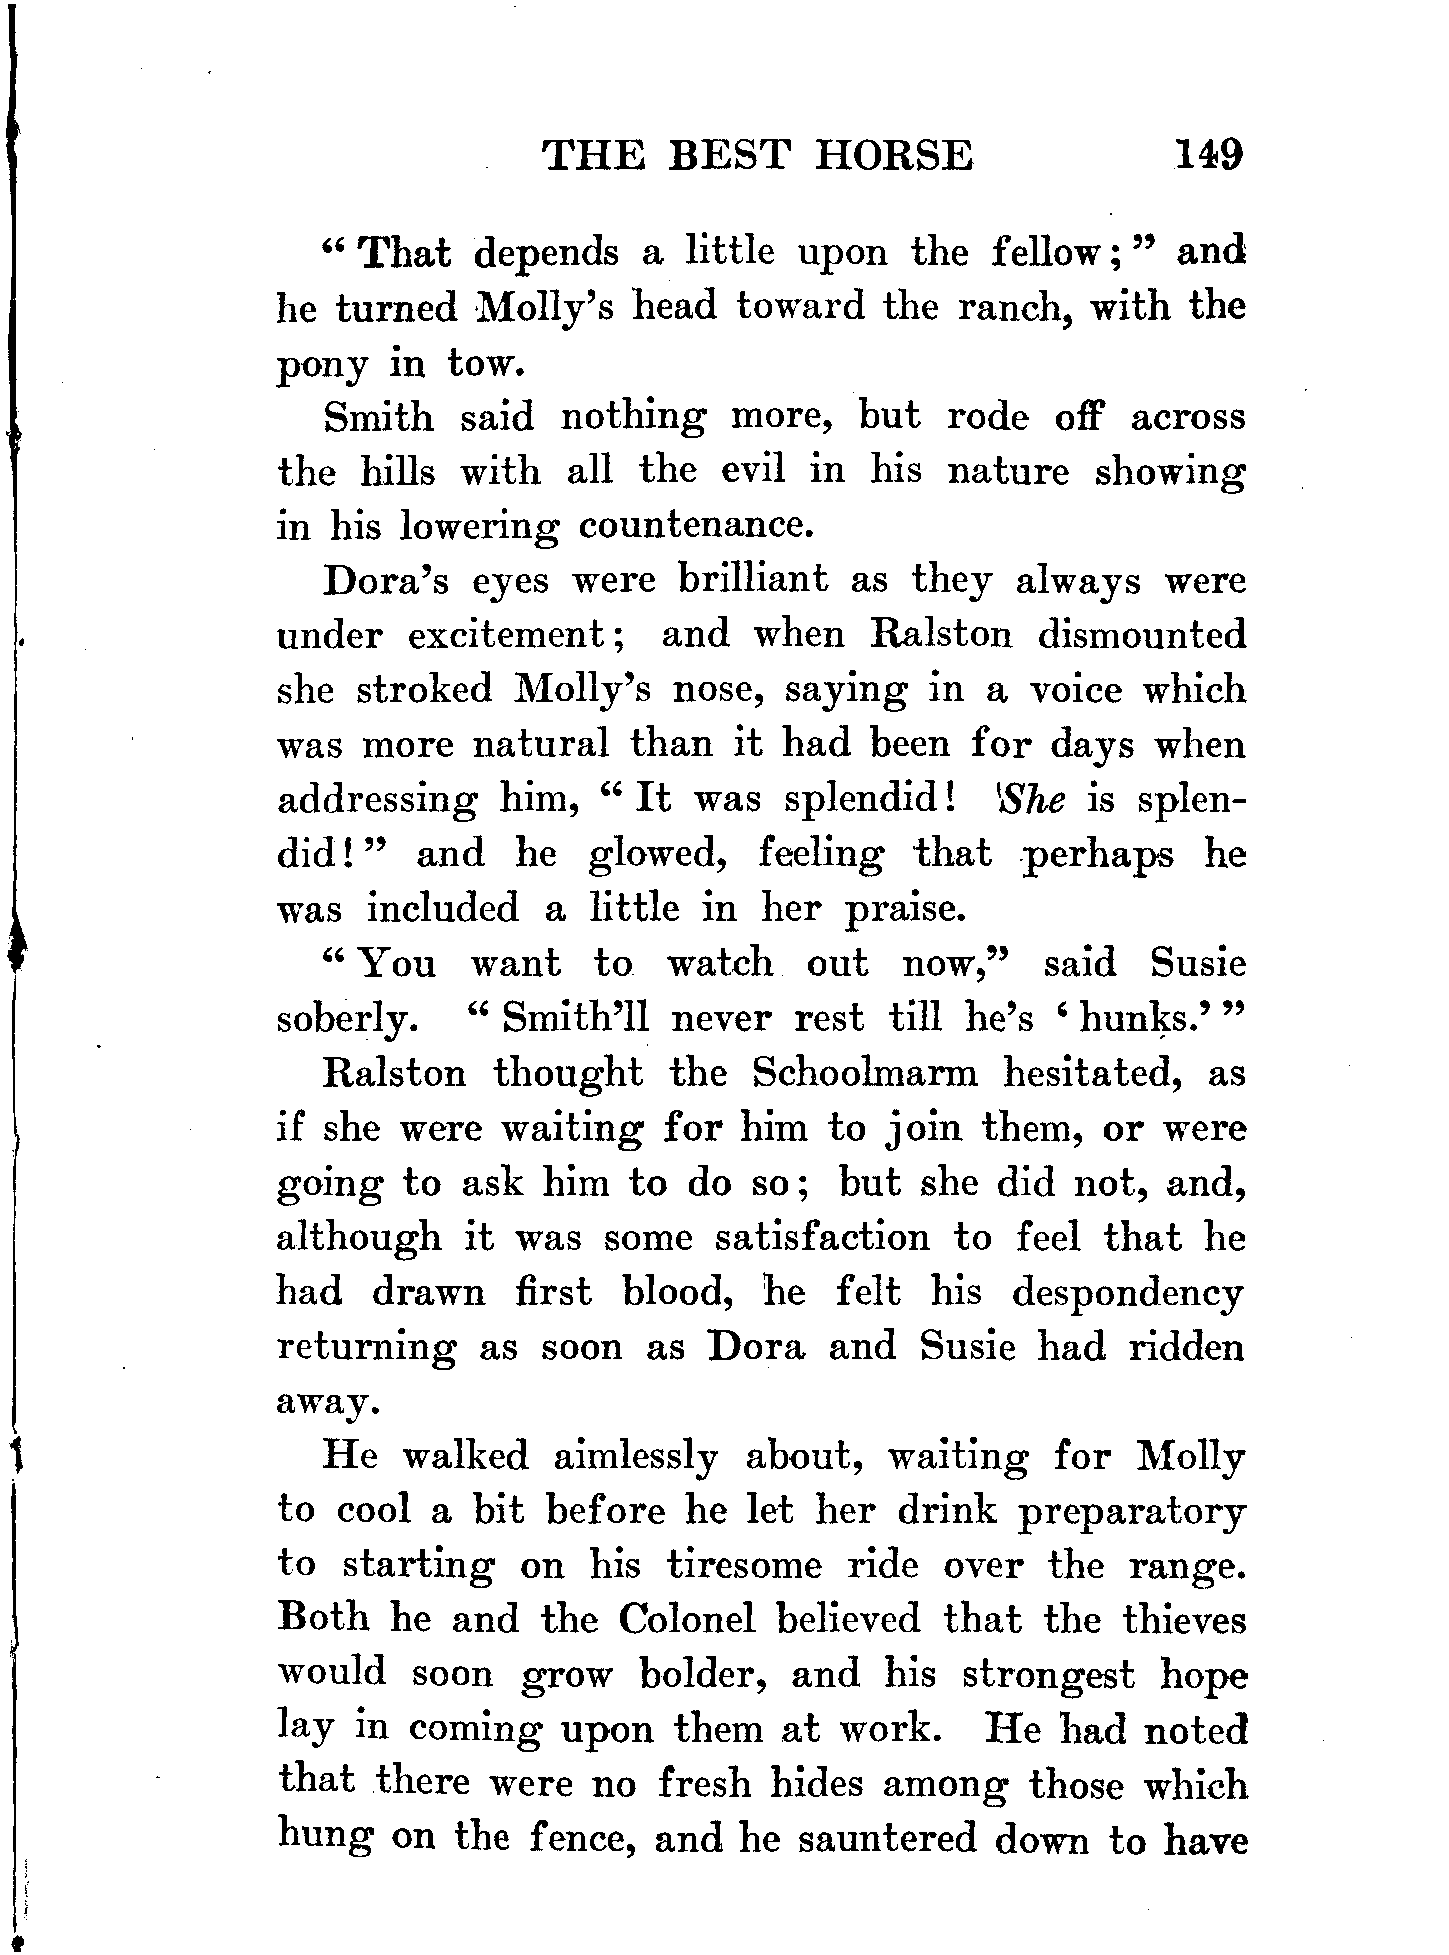 THE BEST HORSE 149
“ That depends a little upon the fellow; ” and
he turned Molly’s head toward the ranch, with the
pony in tow.
Smith said nothing more, but rode off across
the hills with all the evil in his nature showing
in his lowering countenance.
Dora’s eyes were brilliant as they always were
under excitement; and when Ralston dismounted
she stroked Molly’s nose, saying in a voice which
was more natural than it had been for days when
addressing him, “ It was splendid! She is splen-
did! ” and he glowed, feeling that perhaps he
was included a little in her praise.
“ You want to watch out now,” said Susie
soberly. “ Smith’ll never rest till he’s ‘ hunks.’ ”
Ralston thought the Schoolmarm hesitated, as
if she were waiting for him to join them, or were
going to ask him to do so; but she did not, and,
although it was some satisfaction to feel that he
had drawn first blood, he felt his despondency
returning as soon as Dora and Susie had ridden
away.
He walked aimlessly about, waiting for Molly
to cool a bit before he let her drink preparatory
to starting on his tiresome ride over the range.
Both he and the Colonel believed that the thieves
would soon grow bolder, and his strongest hope
lay in coming upon them at work. He had noted
that there were no fresh hides among those which
hung on the fence, and he sauntered down to have